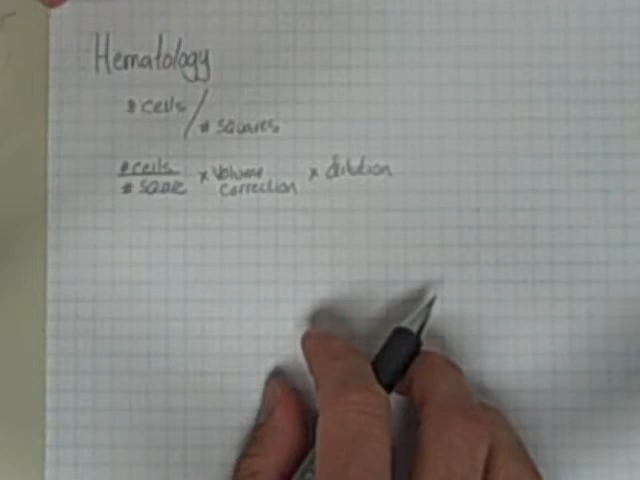 Hematology
# cells /
# squares
# cells × Volume × dilution
# square correction